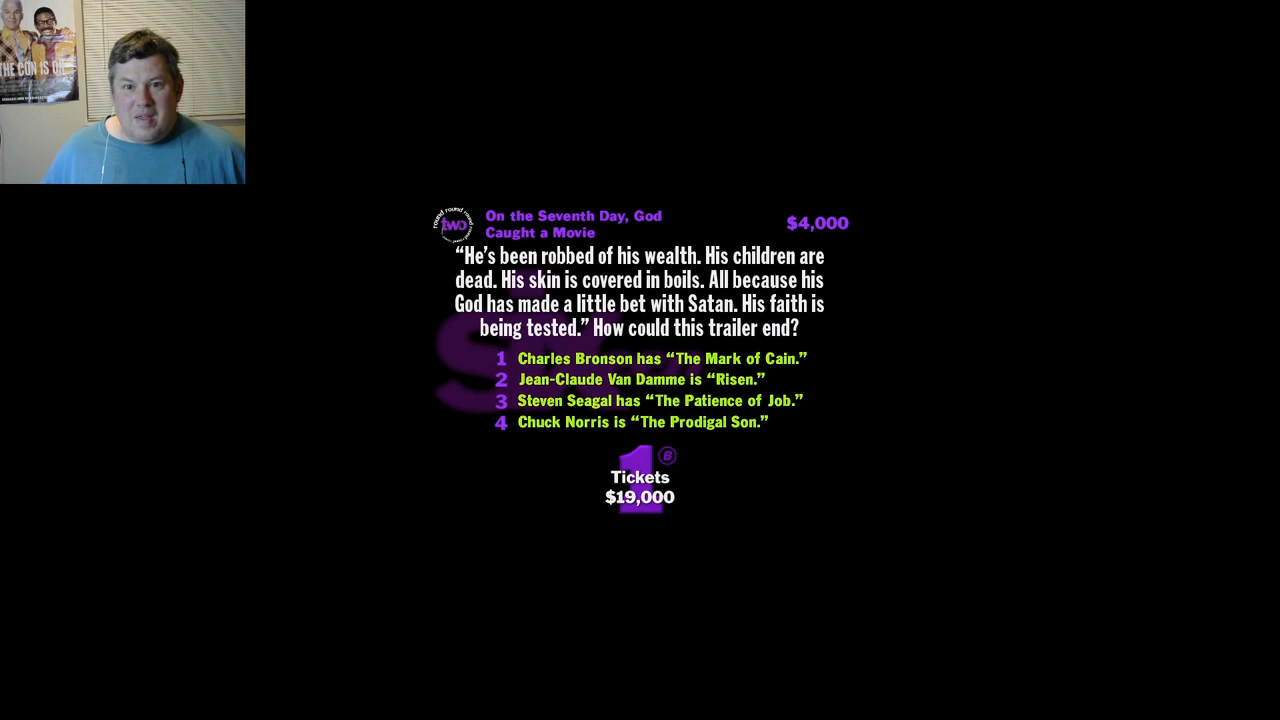 THE CON IS ON
round round round
two
On the Seventh Day, God
Caught a Movie
$4,000
“He’s been robbed of his wealth. His children are
dead. His skin is covered in boils. All because his
God has made a little bet with Satan. His faith is
being tested.” How could this trailer end?
1 Charles Bronson has “The Mark of Cain.”
2 Jean-Claude Van Damme is “Risen.”
3 Steven Seagal has “The Patience of Job.”
4 Chuck Norris is “The Prodigal Son.”
1 B
Tickets
$19,000